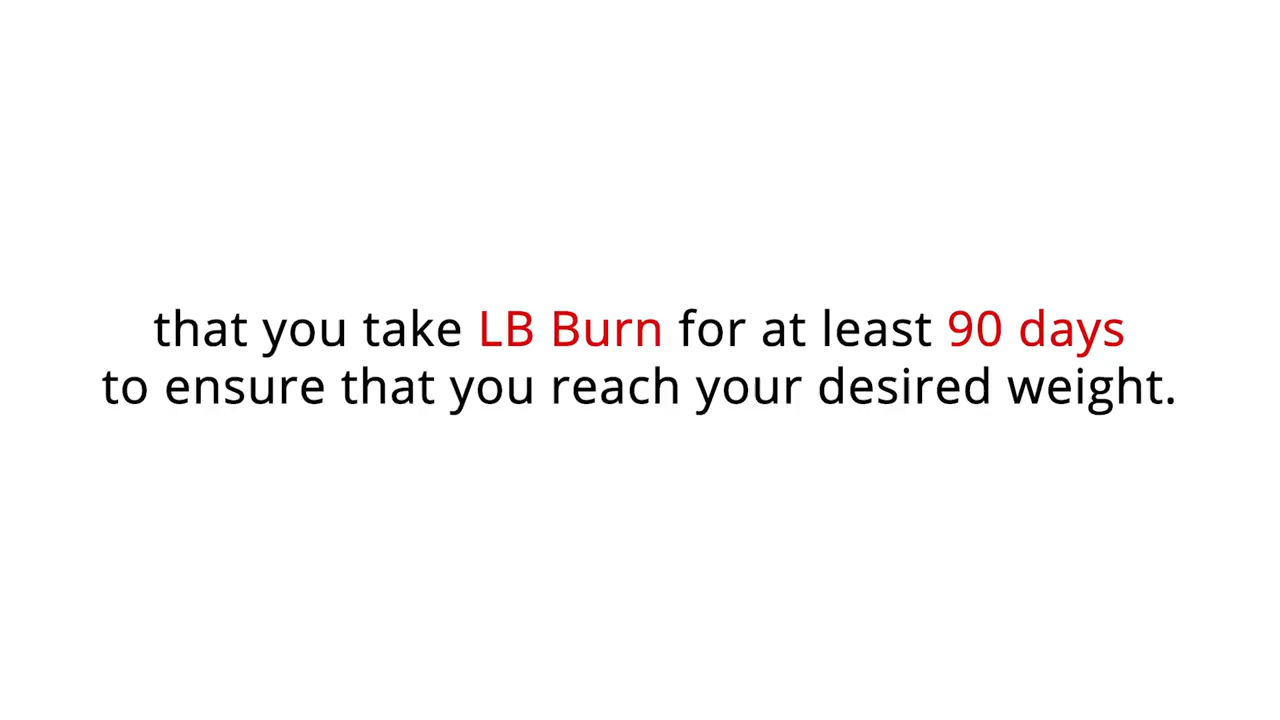 that you take LB Burn for at least 90 days
to ensure that you reach your desired weight.